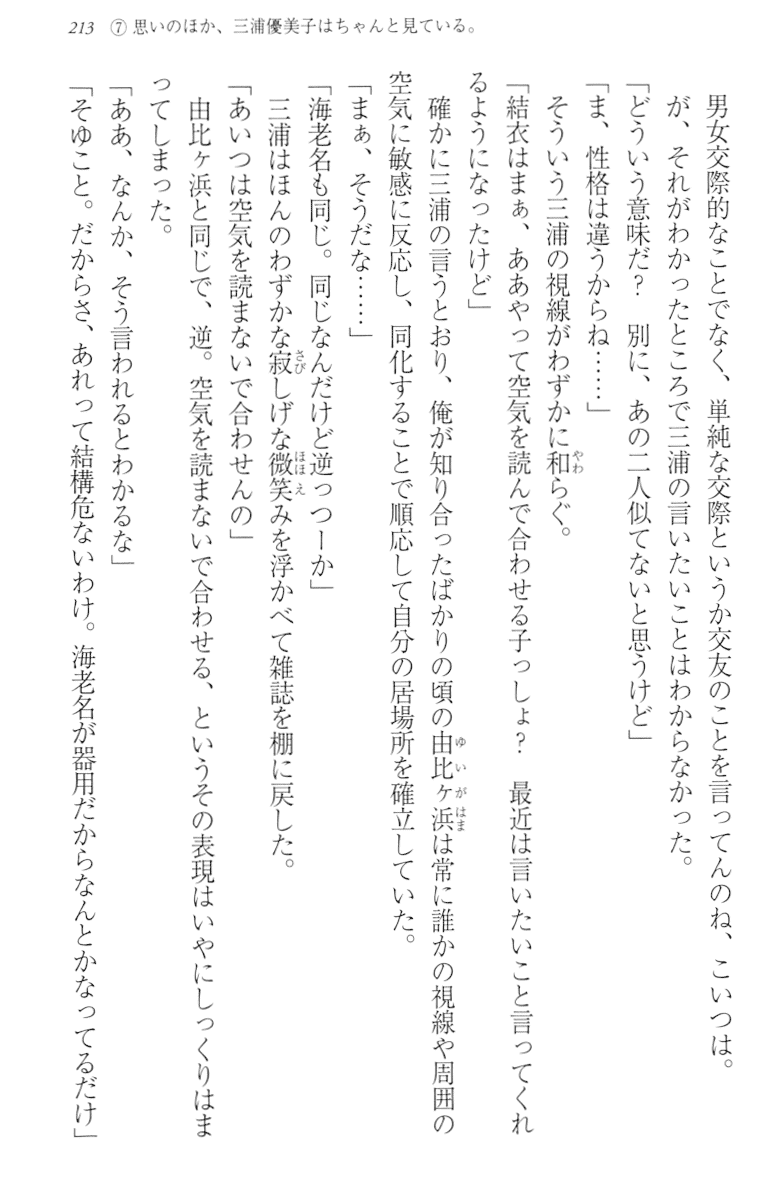 213　⑦ 思いのほか、三浦優美子はちゃんと見ている。
男女交際的なことでなく、単純な交際というか交友のことを言ってんのね、こいつは。
が、それがわかったところで三浦の言いたいことはわからなかった。
「どういう意味だ？　別に、あの二人似てないと思うけど」
「ま、性格は違うからね……」
そういう三浦の視線がわずかに和らぐ。
「結衣はまぁ、ああやって空気を読んで合わせる子っしょ？　最近は言いたいこと言ってくれ
るようになったけど」
確かに三浦の言うとおり、俺が知り合ったばかりの頃の由比ヶ浜は常に誰かの視線や周囲の
空気に敏感に反応し、同化することで順応して自分の居場所を確立していた。
「まぁ、そうだな……」
「海老名も同じ。同じなんだけど逆っつーか」
三浦はほんのわずかな寂しげな微笑みを浮かべて雑誌を棚に戻した。
「あいつは空気を読まないで合わせんの」
由比ヶ浜と同じで、逆。空気を読まないで合わせる、というその表現はいやにしっくりはま
ってしまった。
「ああ、なんか、そう言われるとわかるな」
「そゆこと。だからさ、あれって結構危ないわけ。海老名が器用だからなんとかなってるだけ」